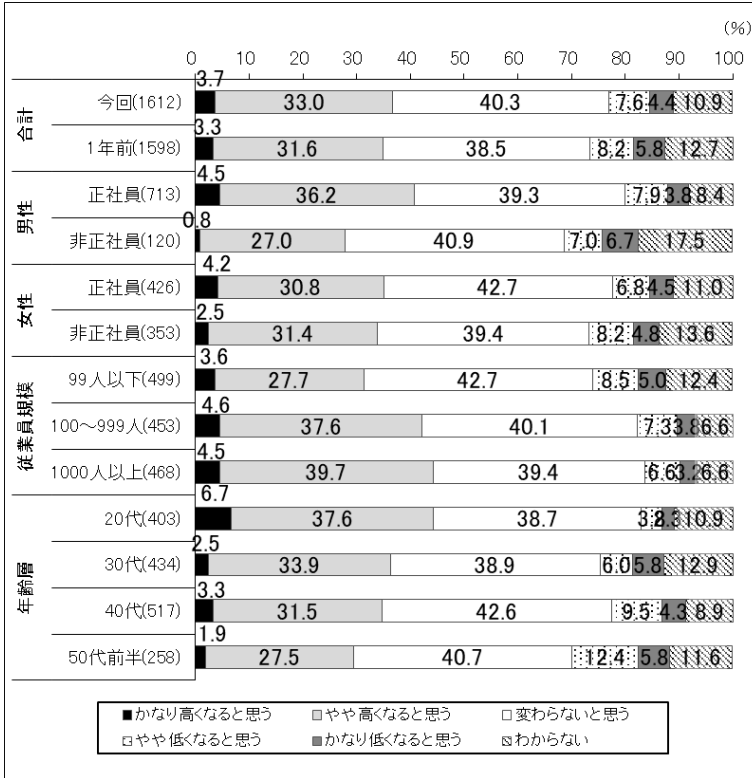 (%)
0 10 20 30 40 50 60 70 80 90 100
合計
今回(1612) 3.7 33.0 40.3 7.6 4.4 10.9
1年前(1598) 3.3 31.6 38.5 8.2 5.8 12.7
男性
正社員(713) 4.5 36.2 39.3 7.9 3.8 8.4
非正社員(120) 0.8 27.0 40.9 7.0 6.7 17.5
女性
正社員(426) 4.2 30.8 42.7 6.8 4.5 11.0
非正社員(353) 2.5 31.4 39.4 8.2 4.8 13.6
従業員規模
99人以下(499) 3.6 27.7 42.7 8.5 5.0 12.4
100～999人(453) 4.6 37.6 40.1 7.3 3.8 6.6
1000人以上(468) 4.5 39.7 39.4 6.6 3.2 6.6
年齢層
20代(403) 6.7 37.6 38.7 10.9
30代(434) 2.5 33.9 38.9 6.0 5.8 12.9
40代(517) 3.3 31.5 42.6 9.5 4.3 8.9
50代前半(258) 1.9 27.5 40.7 12.4 5.8 11.6
■かなり高くなると思う □やや高くなると思う □変わらないと思う
□やや低くなると思う ■かなり低くなると思う □わからない